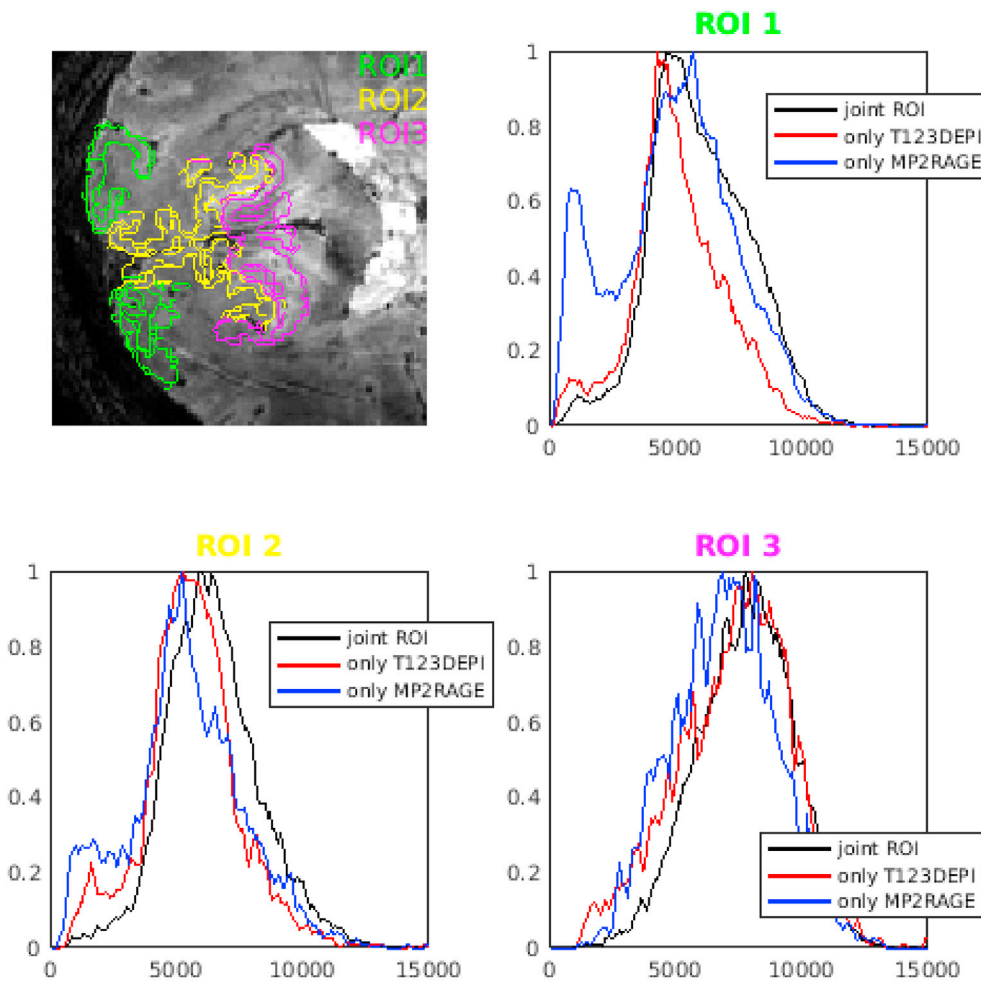 ROI1
ROI2
ROI3
ROI 1
1
0.8
0.6
0.4
0.2
0
0 5000 10000 15000
joint ROI
only T123DEPI
only MP2RAGE
ROI 2
1
0.8
0.6
0.4
0.2
0
0 5000 10000 15000
joint ROI
only T123DEPI
only MP2RAGE
ROI 3
1
0.8
0.6
0.4
0.2
0
0 5000 10000 15000
joint ROI
only T123DEPI
only MP2RAGE